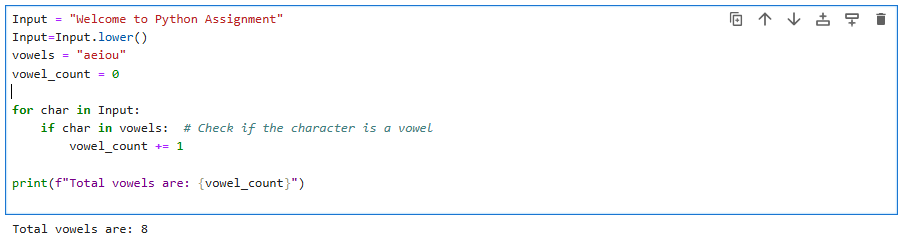 Input = "Welcome to Python Assignment"
Input=Input.lower()
vowels = "aeiou"
vowel_count = 0

for char in Input:
    if char in vowels:  # Check if the character is a vowel
        vowel_count += 1

print(f"Total vowels are: {vowel_count}")

Total vowels are: 8